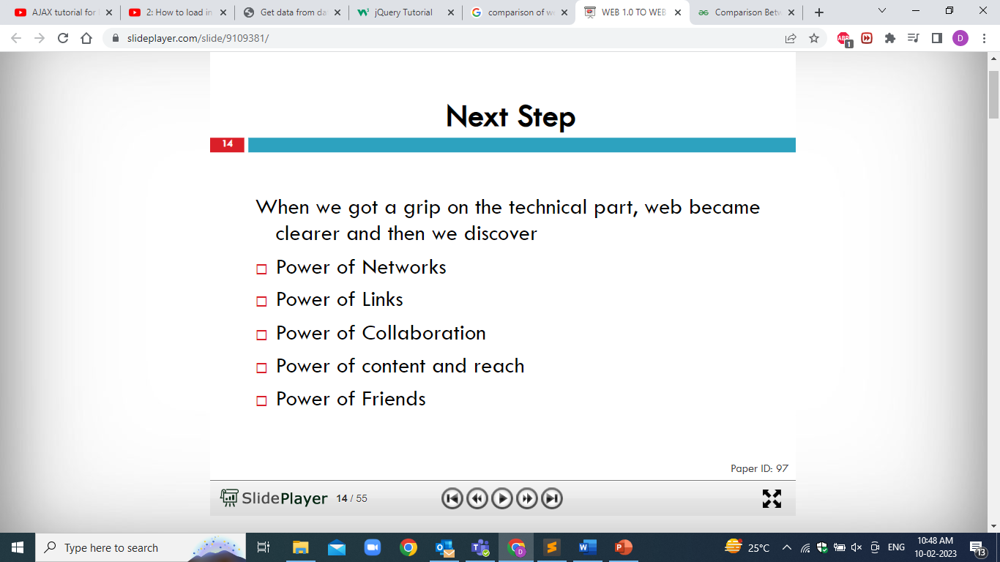 AJAX tutorial for
2: How to load in
Get data from da
jQuery Tutorial
comparison of we
WEB 1.0 TO WEB
Comparison Betw
slideplayer.com/slide/9109381/
ABP
1
D
Next Step
14
When we got a grip on the technical part, web became
clearer and then we discover
Power of Networks
Power of Links
Power of Collaboration
Power of content and reach
Power of Friends
Paper ID: 97
SlidePlayer 14 / 55
Type here to search
25°C
ENG
10:48 AM
10-02-2023
13